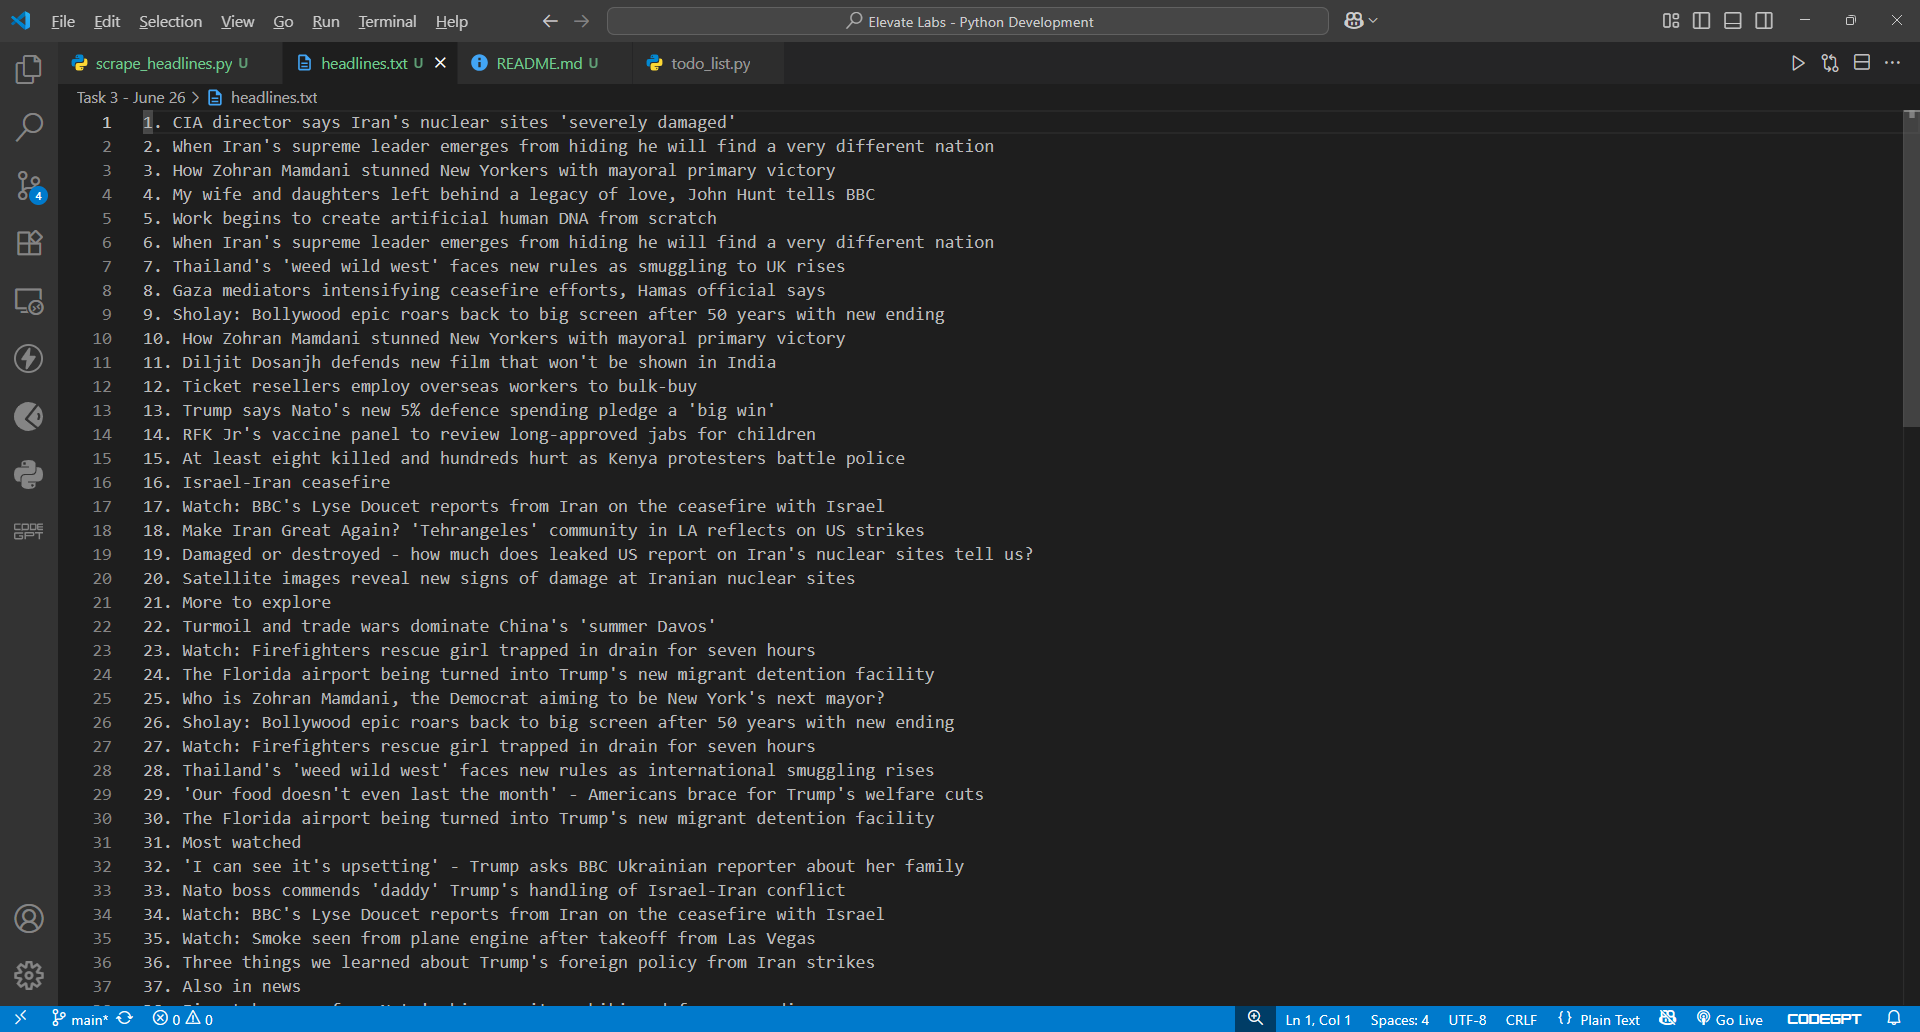 File Edit Selection View Go Run Terminal Help
Elevate Labs - Python Development
scrape_headlines.py U
headlines.txt U
README.md U
todo_list.py
Task 3 - June 26 > headlines.txt
1 1. CIA director says Iran's nuclear sites 'severely damaged'
2 2. When Iran's supreme leader emerges from hiding he will find a very different nation
3 3. How Zohran Mamdani stunned New Yorkers with mayoral primary victory
4 4. My wife and daughters left behind a legacy of love, John Hunt tells BBC
5 5. Work begins to create artificial human DNA from scratch
6 6. When Iran's supreme leader emerges from hiding he will find a very different nation
7 7. Thailand's 'weed wild west' faces new rules as smuggling to UK rises
8 8. Gaza mediators intensifying ceasefire efforts, Hamas official says
9 9. Sholay: Bollywood epic roars back to big screen after 50 years with new ending
10 10. How Zohran Mamdani stunned New Yorkers with mayoral primary victory
11 11. Diljit Dosanjh defends new film that won't be shown in India
12 12. Ticket resellers employ overseas workers to bulk-buy
13 13. Trump says Nato's new 5% defence spending pledge a 'big win'
14 14. RFK Jr's vaccine panel to review long-approved jabs for children
15 15. At least eight killed and hundreds hurt as Kenya protesters battle police
16 16. Israel-Iran ceasefire
17 17. Watch: BBC's Lyse Doucet reports from Iran on the ceasefire with Israel
18 18. Make Iran Great Again? 'Tehrangeles' community in LA reflects on US strikes
19 19. Damaged or destroyed - how much does leaked US report on Iran's nuclear sites tell us?
20 20. Satellite images reveal new signs of damage at Iranian nuclear sites
21 21. More to explore
22 22. Turmoil and trade wars dominate China's 'summer Davos'
23 23. Watch: Firefighters rescue girl trapped in drain for seven hours
24 24. The Florida airport being turned into Trump's new migrant detention facility
25 25. Who is Zohran Mamdani, the Democrat aiming to be New York's next mayor?
26 26. Sholay: Bollywood epic roars back to big screen after 50 years with new ending
27 27. Watch: Firefighters rescue girl trapped in drain for seven hours
28 28. Thailand's 'weed wild west' faces new rules as international smuggling rises
29 29. 'Our food doesn't even last the month' - Americans brace for Trump's welfare cuts
30 30. The Florida airport being turned into Trump's new migrant detention facility
31 31. Most watched
32 32. 'I can see it's upsetting' - Trump asks BBC Ukrainian reporter about her family
33 33. Nato boss commends 'daddy' Trump's handling of Israel-Iran conflict
34 34. Watch: BBC's Lyse Doucet reports from Iran on the ceasefire with Israel
35 35. Watch: Smoke seen from plane engine after takeoff from Las Vegas
36 36. Three things we learned about Trump's foreign policy from Iran strikes
37 37. Also in news
4
CODE
GPT
main* 0 0 Ln 1, Col 1 Spaces: 4 UTF-8 CRLF {} Plain Text Go Live CODEGPT